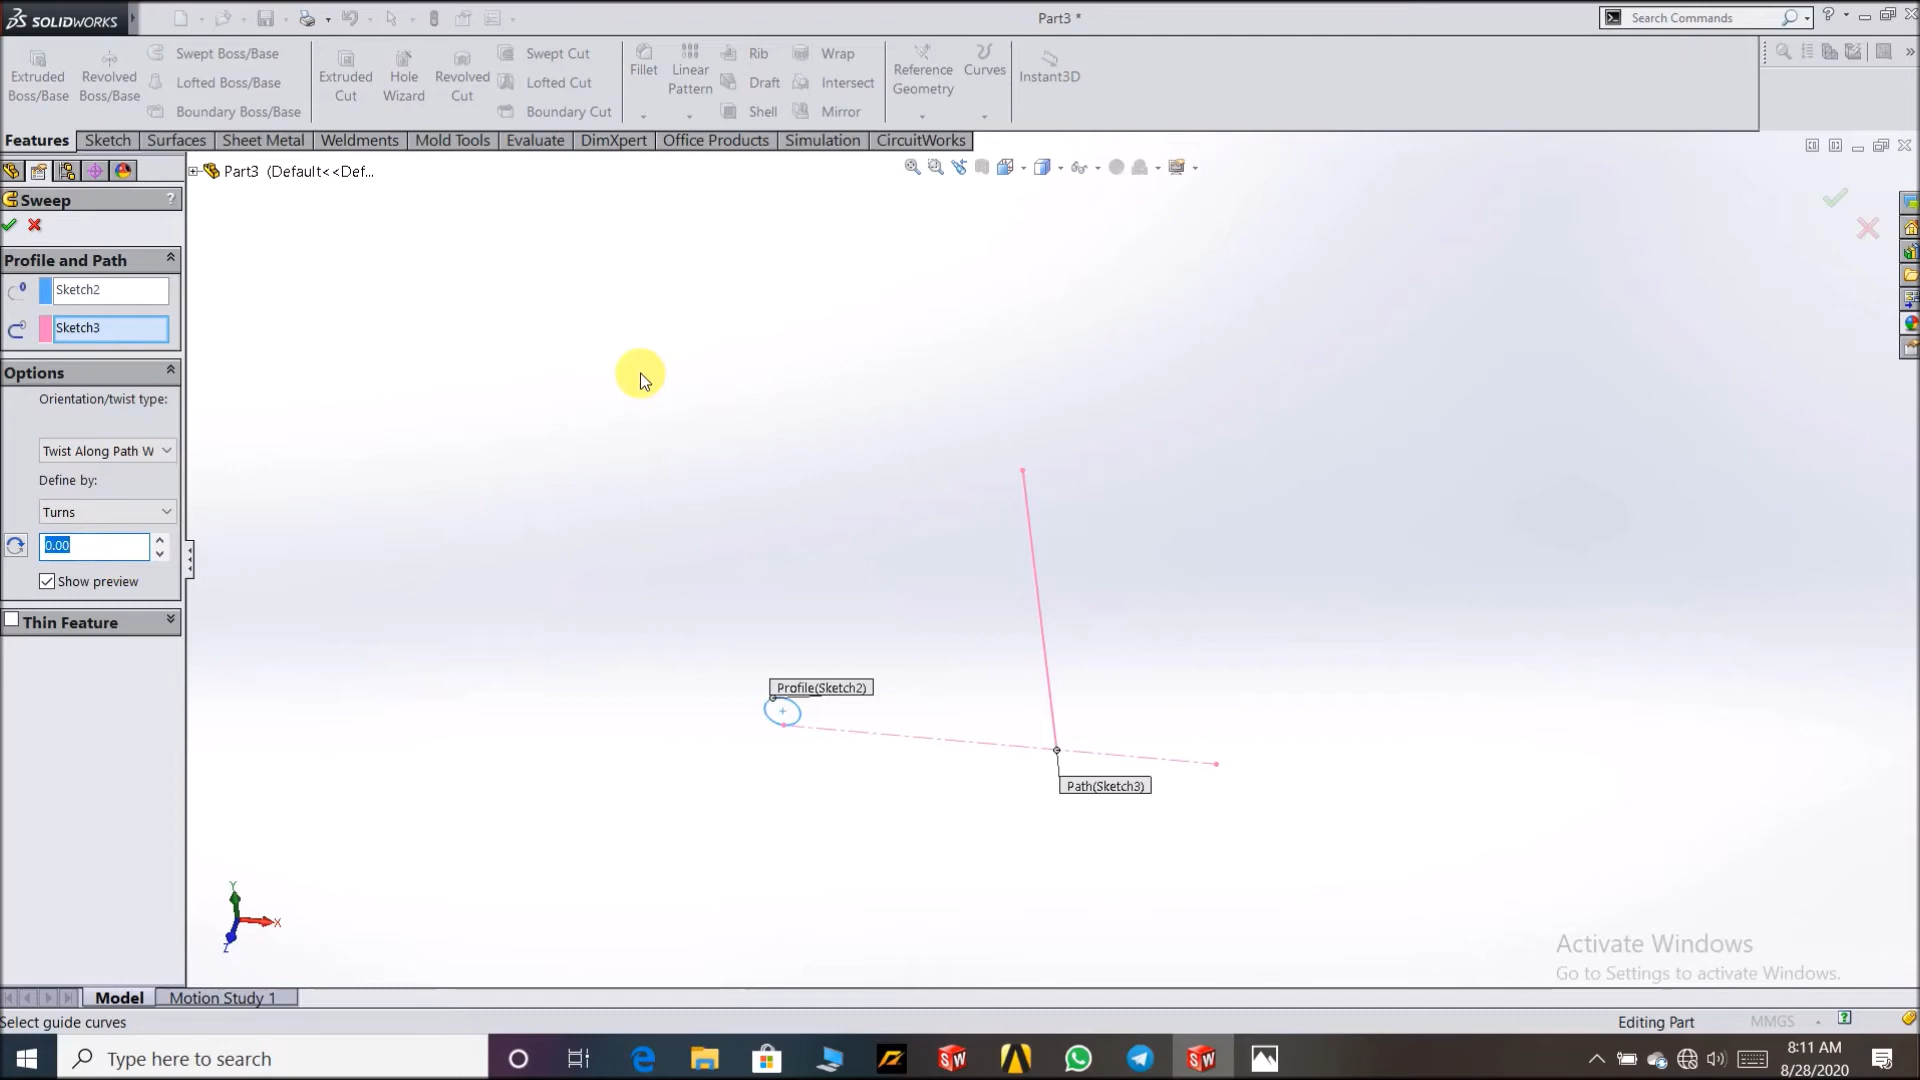 SOLIDWORKS
Part3 *
Search Commands
Extruded Boss/Base
Revolved Boss/Base
Swept Boss/Base
Lofted Boss/Base
Boundary Boss/Base
Extruded Cut
Hole Wizard
Revolved Cut
Swept Cut
Lofted Cut
Boundary Cut
Fillet
Linear Pattern
Rib
Draft
Shell
Wrap
Intersect
Mirror
Reference Geometry
Curves
Instant3D
Features Sketch Surfaces Sheet Metal Weldments Mold Tools Evaluate DimXpert Office Products Simulation CircuitWorks
Part3 (Default<<Def...
Sweep ?
Profile and Path
Sketch2
Sketch3
Options
Orientation/twist type:
Twist Along Path W
Define by:
Turns
0.00
Show preview
Thin Feature
Profile(Sketch2)
Path(Sketch3)
Y
X
Z
Activate Windows
Go to Settings to activate Windows.
Model Motion Study 1
Select guide curves
Editing Part
MMGS
Type here to search
8:11 AM
8/28/2020